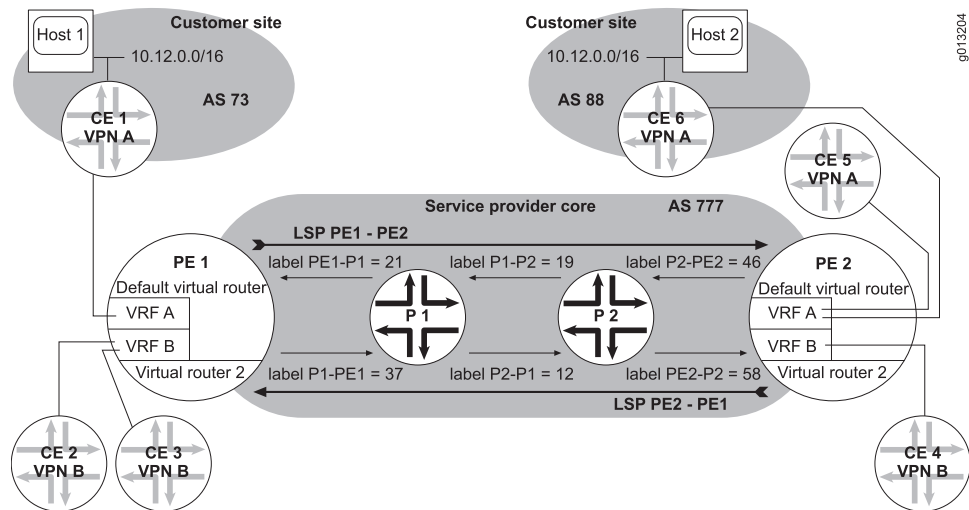 Customer site
Customer site
Host 1
Host 2
g013204
10.12.0.0/16
10.12.0.0/16
AS 73
AS 88
CE 1
VPN A
CE 6
VPN A
CE 5
VPN A
Service provider core
AS 777
LSP PE1 - PE2
PE 1
label PE1-P1 = 21
label P1-P2 = 19
label P2-PE2 = 46
PE 2
Default virtual router
Default virtual router
VRF A
P 1
P 2
VRF A
VRF B
VRF B
Virtual router 2
label P1-PE1 = 37
label P2-P1 = 12
label PE2-P2 = 58
Virtual router 2
LSP PE2 - PE1
CE 2
VPN B
CE 3
VPN B
CE 4
VPN B